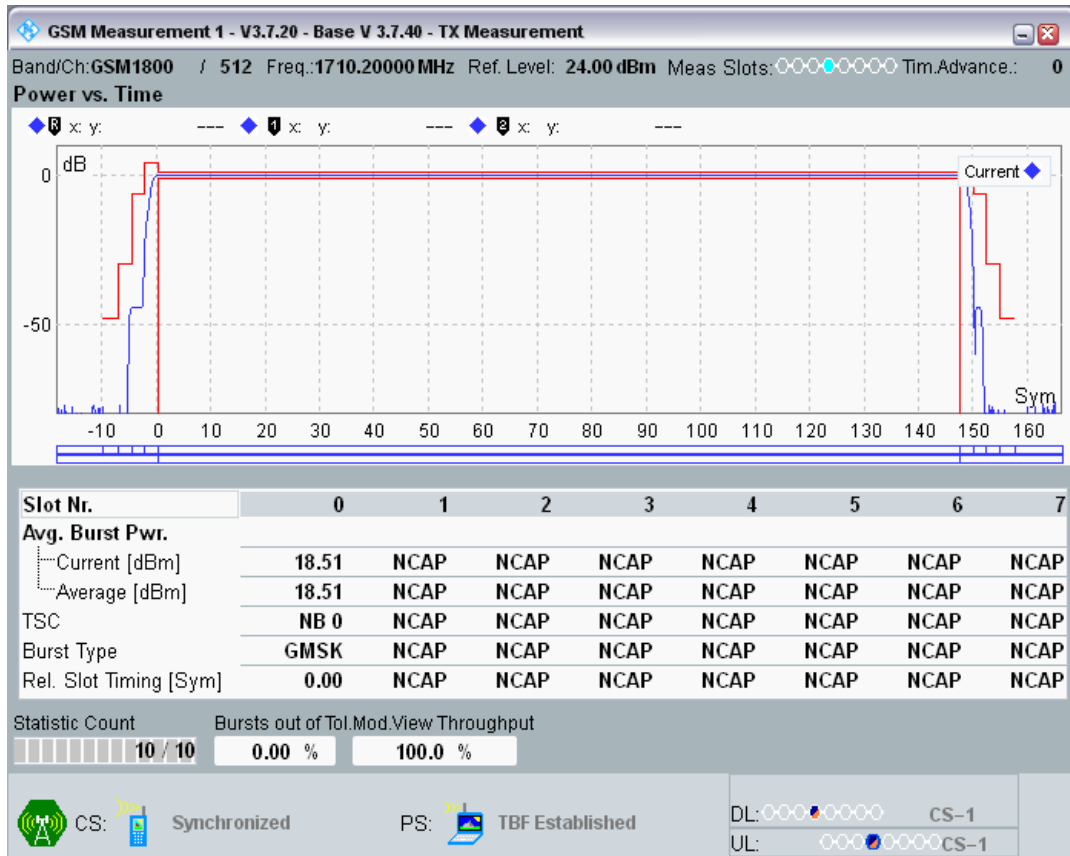 GSM Measurement 1 - V3.7.20 - Base V 3.7.40 - TX Measurement
Band/Ch:GSM1800 / 512 Freq.:1710.20000 MHz Ref. Level: 24.00 dBm Meas Slots: Tim.Advance.: 0
Power vs. Time
R x: y: --- 1 x: y: --- 2 x: y: ---
dB
Current
0
-50
Sym
-10 0 10 20 30 40 50 60 70 80 90 100 110 120 130 140 150 160
Slot Nr. 0 1 2 3 4 5 6 7
Avg. Burst Pwr.
Current [dBm] 18.51 NCAP NCAP NCAP NCAP NCAP NCAP NCAP
Average [dBm] 18.51 NCAP NCAP NCAP NCAP NCAP NCAP NCAP
TSC NB 0 NCAP NCAP NCAP NCAP NCAP NCAP NCAP
Burst Type GMSK NCAP NCAP NCAP NCAP NCAP NCAP NCAP
Rel. Slot Timing [Sym] 0.00 NCAP NCAP NCAP NCAP NCAP NCAP NCAP
Statistic Count Bursts out of Tol. Mod.View Throughput
10 / 10 0.00 % 100.0 %
CS: Synchronized PS: TBF Established DL: CS-1
UL: CS-1